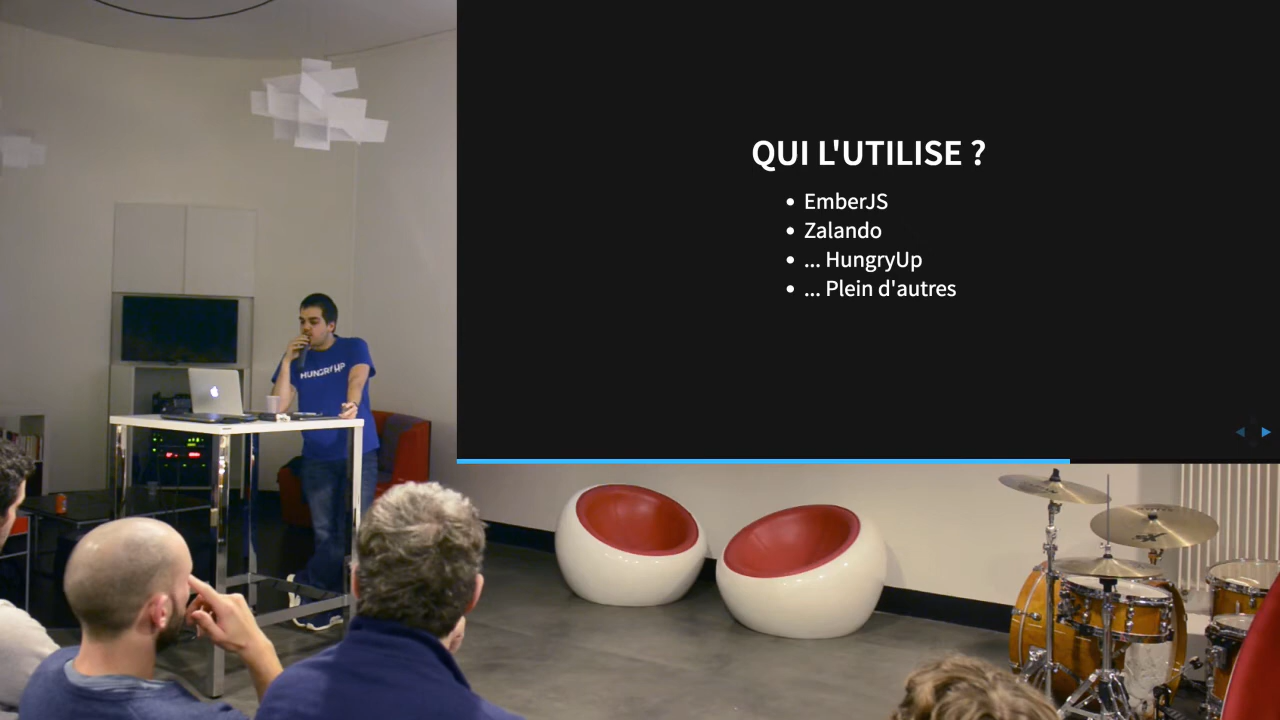 QUI L'UTILISE ?
• EmberJS
• Zalando
• ... HungryUp
• ... Plein d'autres
HUNGRYUP